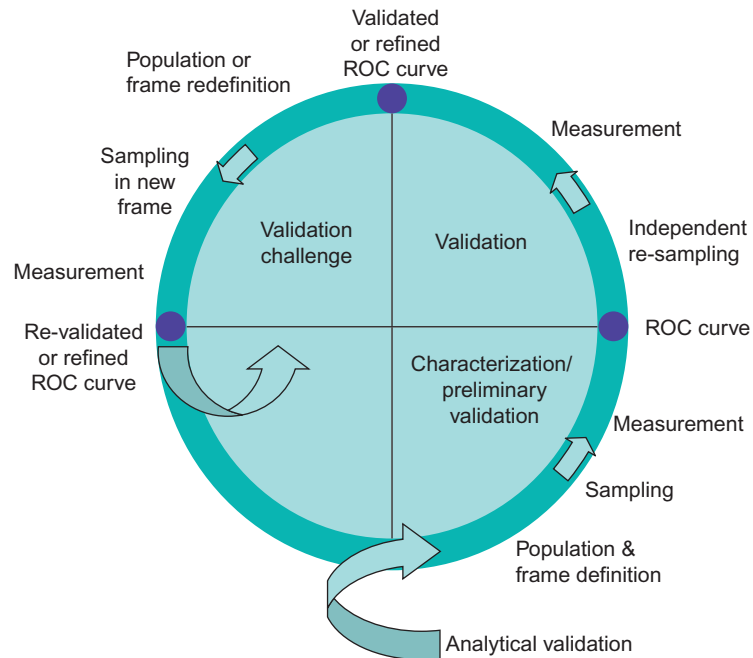 Validated
or refined
ROC curve
Population or
frame redefinition
Measurement
Sampling
in new
frame
Validation
challenge
Validation
Independent
re-sampling
Measurement
Re-validated
or refined
ROC curve
ROC curve
Characterization/
preliminary
validation
Measurement
Sampling
Population &
frame definition
Analytical validation